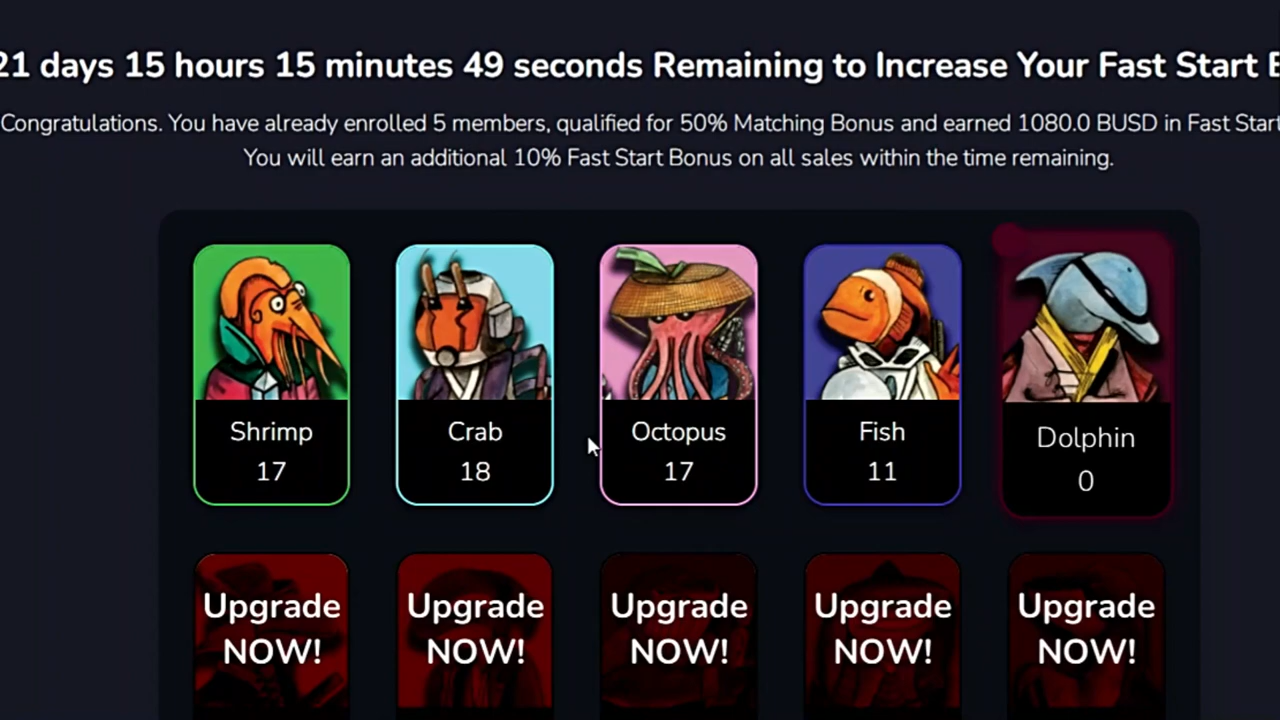 21 days 15 hours 15 minutes 49 seconds Remaining to Increase Your Fast Start
Congratulations. You have already enrolled 5 members, qualified for 50% Matching Bonus and earned 1080.0 BUSD in Fast Start
You will earn an additional 10% Fast Start Bonus on all sales within the time remaining.
Shrimp Crab Octopus Fish Dolphin
17 18 17 11 0
Upgrade Upgrade Upgrade Upgrade Upgrade
NOW! NOW! NOW! NOW! NOW!